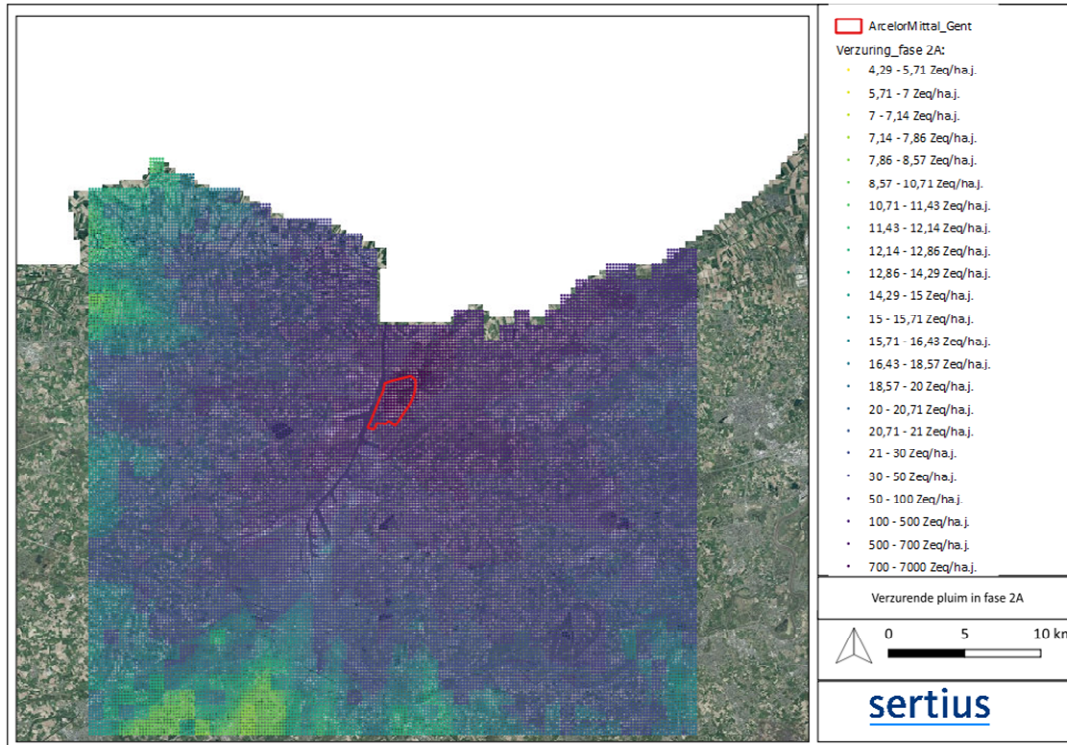 ArcelorMittal_Gent
Verzuring_fase 2A:
4,29 - 5,71 Zeq/ha.j.
5,71 - 7 Zeq/ha.j.
7 - 7,14 Zeq/ha.j.
7,14 - 7,86 Zeq/ha.j.
7,86 - 8,57 Zeq/ha.j.
8,57 - 10,71 Zeq/ha.j.
10,71 - 11,43 Zeq/ha.j.
11,43 - 12,14 Zeq/ha.j.
12,14 - 12,86 Zeq/ha.j.
12,86 - 14,29 Zeq/ha.j.
14,29 - 15 Zeq/ha.j.
15 - 15,71 Zeq/ha.j.
15,71 - 16,43 Zeq/ha.j.
16,43 - 18,57 Zeq/ha.j.
18,57 - 20 Zeq/ha.j.
20 - 20,71 Zeq/ha.j.
20,71 - 21 Zeq/ha.j.
21 - 30 Zeq/ha.j.
30 - 50 Zeq/ha.j.
50 - 100 Zeq/ha.j.
100 - 500 Zeq/ha.j.
500 - 700 Zeq/ha.j.
700 - 7000 Zeq/ha.j.
Verzurende pluim in fase 2A
0 5 10 km
sertius